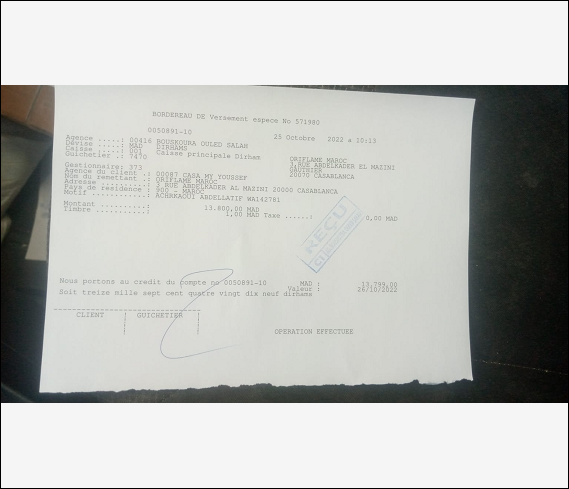 BORDEREAU DE Versement espece No 571980
0050891-10
25 Octobre 2022 a 10:13
Agence .....: 00416 BOUSKOURA OULED SALAH
Devise .....: MAD DIRHAMS
Caisse .....: 001 Caisse principale Dirham
Guichetier .: 7470
ORIFLAME MAROC
3,RUE ABDELKADER EL MAZINI
GAUTHIER
20070 CASABLANCA
Gestionnaire: 373
Agence du client .: 00087 CAZA MY YOUSSEF
Nom du remettant .: ORIFLAME MAROC
Adresse ..........: 3 RUE ABDELKADER AL MAZINI 20000 CASABLANCA
Pays de residence : 900 - MAROC
Motif ............: ACHRKAOUI ABDELLATIF WA142781
Montant ..........: 13.800,00 MAD
Timbre ...........: 1,00 MAD Taxe ......: 0,00 MAD
REÇU
Nous portons au credit du compte no 0050891-10 MAD : 13.799,00
Valeur : 26/10/2022
Soit treize mille sept cent quatre vingt dix neuf dirhams
CLIENT | GUICHETIER
OPERATION EFFECTUEE